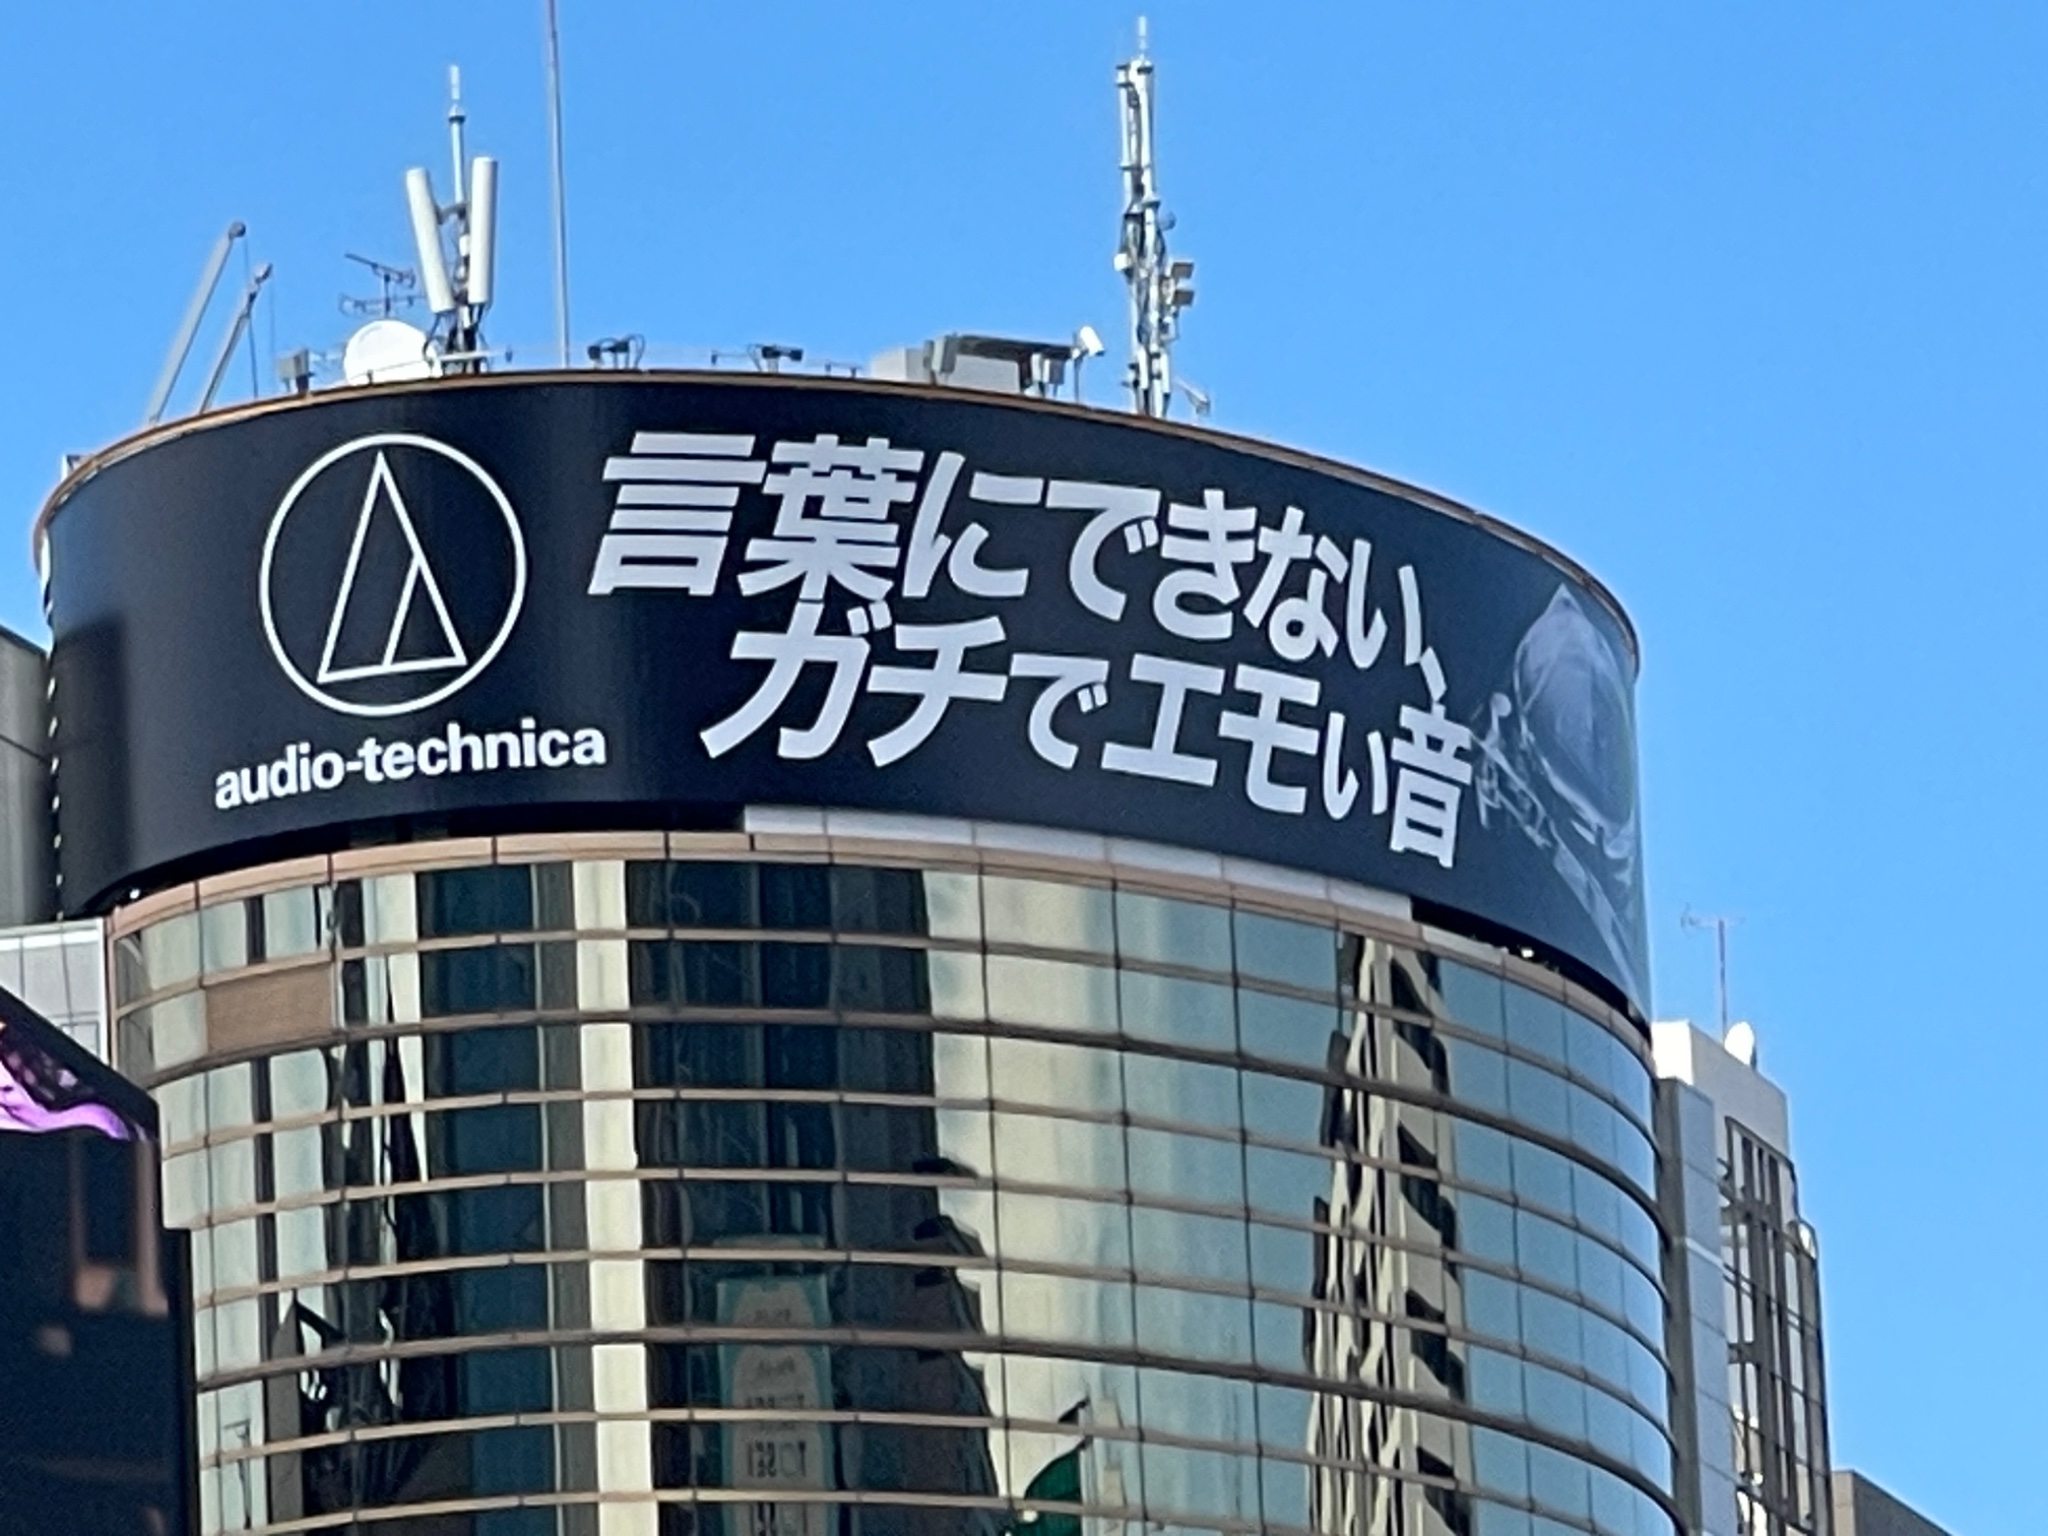 audio-technica
言葉にできない、
ガチでエモい音